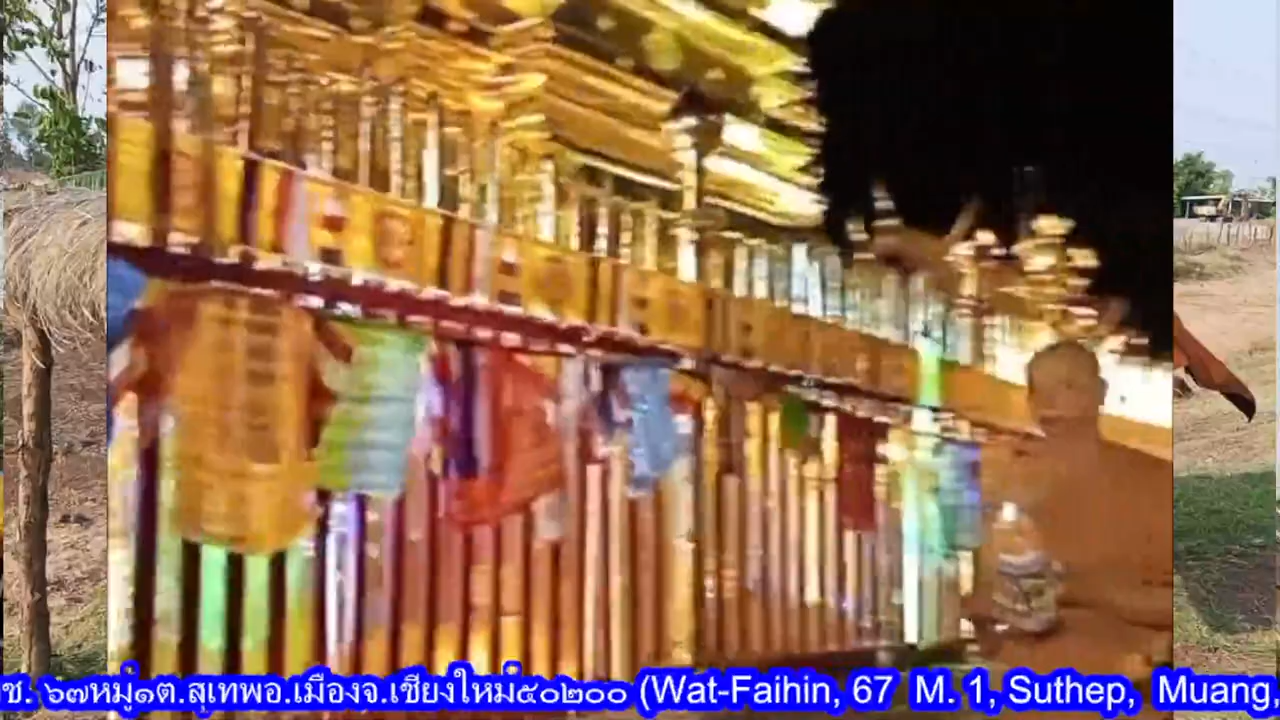 ช. ๖๗หมู่๑ต.สุเทพอ.เมืองจ.เชียงใหม่๕๐๒๐๐ (Wat-Faihin, 67 M. 1, Suthep, Muang,